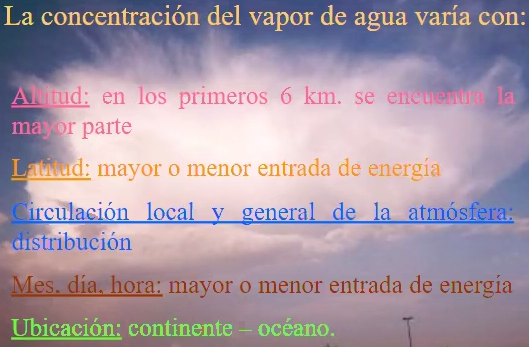 La concentración del vapor de agua varía con:
Altitud: en los primeros 6 km. se encuentra la
mayor parte
Latitud: mayor o menor entrada de energía
Circulación local y general de la atmósfera:
distribución
Mes, día, hora: mayor o menor entrada de energía
Ubicación: continente – océano.